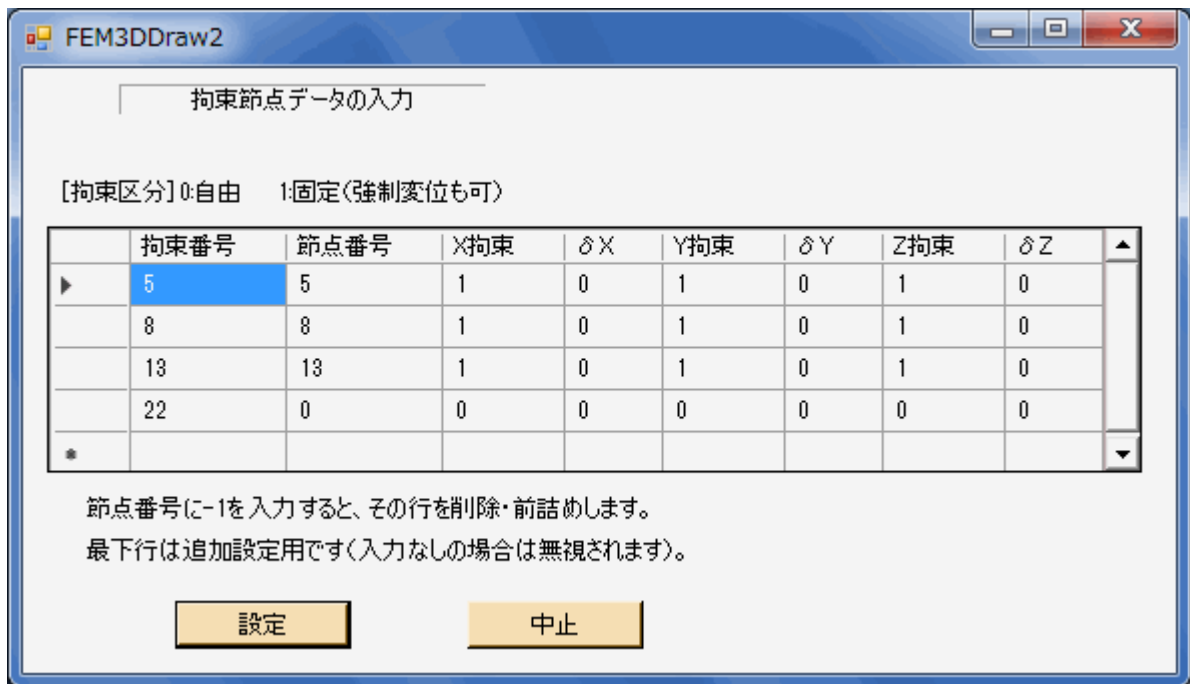 FEM3DDraw2
拘束節点データの入力
[拘束区分] 0:自由 1:固定(強制変位も可)
拘束番号 節点番号 X拘束 δX Y拘束 δY Z拘束 δZ
5 5 1 0 1 0 1 0
8 8 1 0 1 0 1 0
13 13 1 0 1 0 1 0
22 0 0 0 0 0 0 0
節点番号に-1を入力すると、その行を削除・前詰めします。
最下行は追加設定用です(入力なしの場合は無視されます)。
設定 中止